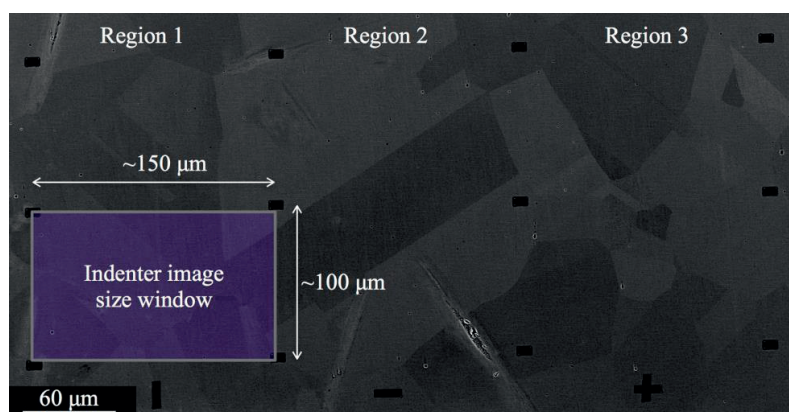 Region 1
Region 2
Region 3
~150 μm
Indenter image
size window
~100 μm
60 μm